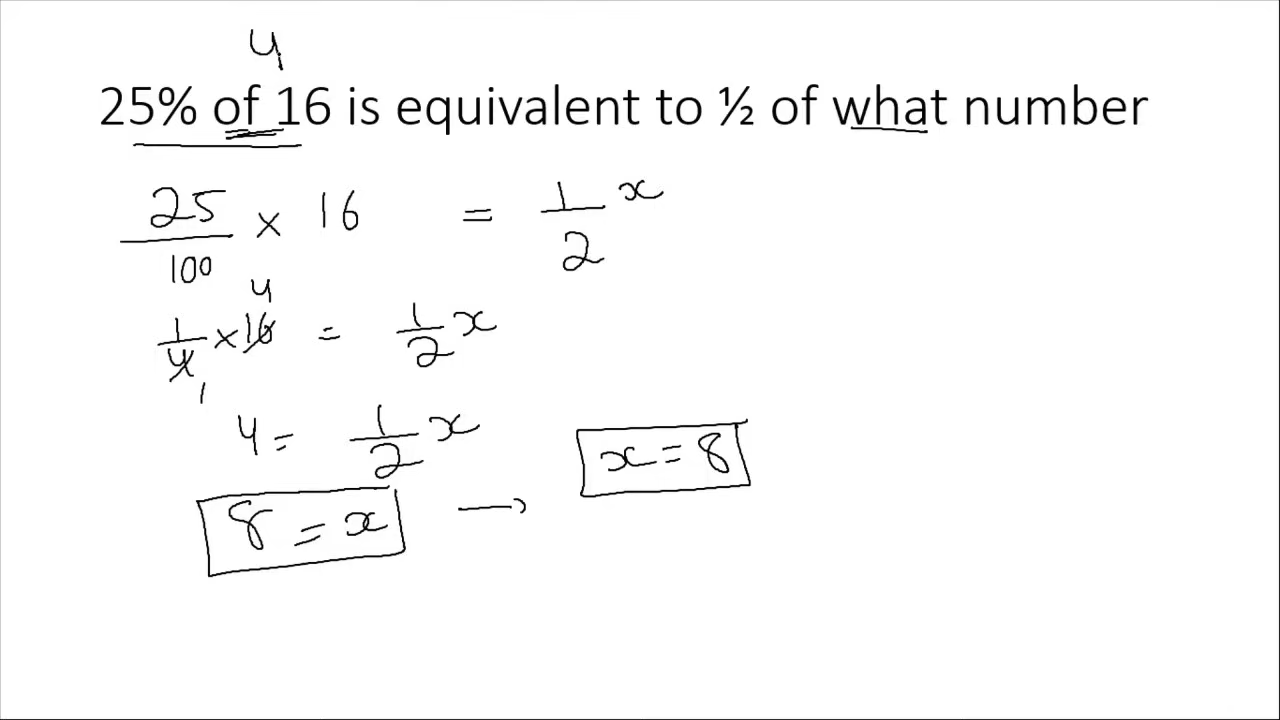 4
25% of 16 is equivalent to ½ of what number
25/100 × 16 = 1/2 x
4
1/4 × 16 = 1/2 x
1
4 = 1/2 x
x = 8
8 = x →